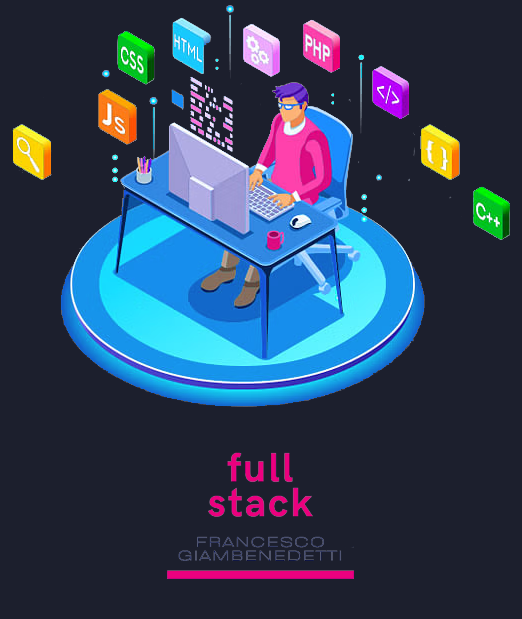 HTML
PHP
CSS
</>
Js
{}
C++
full
stack
FRANCESCO
GIAMBENEDETTI